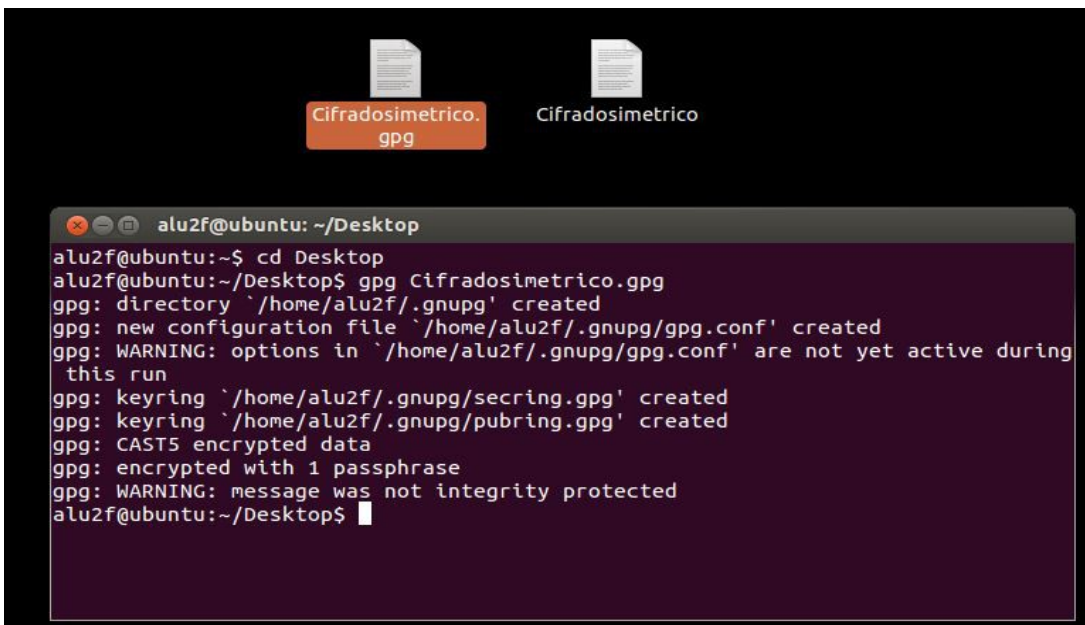 Cifradosimetrico.
gpg
Cifradosimetrico
alu2f@ubuntu: ~/Desktop
alu2f@ubuntu:~$ cd Desktop
alu2f@ubuntu:~/Desktop$ gpg Cifradosimetrico.gpg
gpg: directory `/home/alu2f/.gnupg' created
gpg: new configuration file `/home/alu2f/.gnupg/gpg.conf' created
gpg: WARNING: options in `/home/alu2f/.gnupg/gpg.conf' are not yet active during
 this run
gpg: keyring `/home/alu2f/.gnupg/secring.gpg' created
gpg: keyring `/home/alu2f/.gnupg/pubring.gpg' created
gpg: CAST5 encrypted data
gpg: encrypted with 1 passphrase
gpg: WARNING: message was not integrity protected
alu2f@ubuntu:~/Desktop$